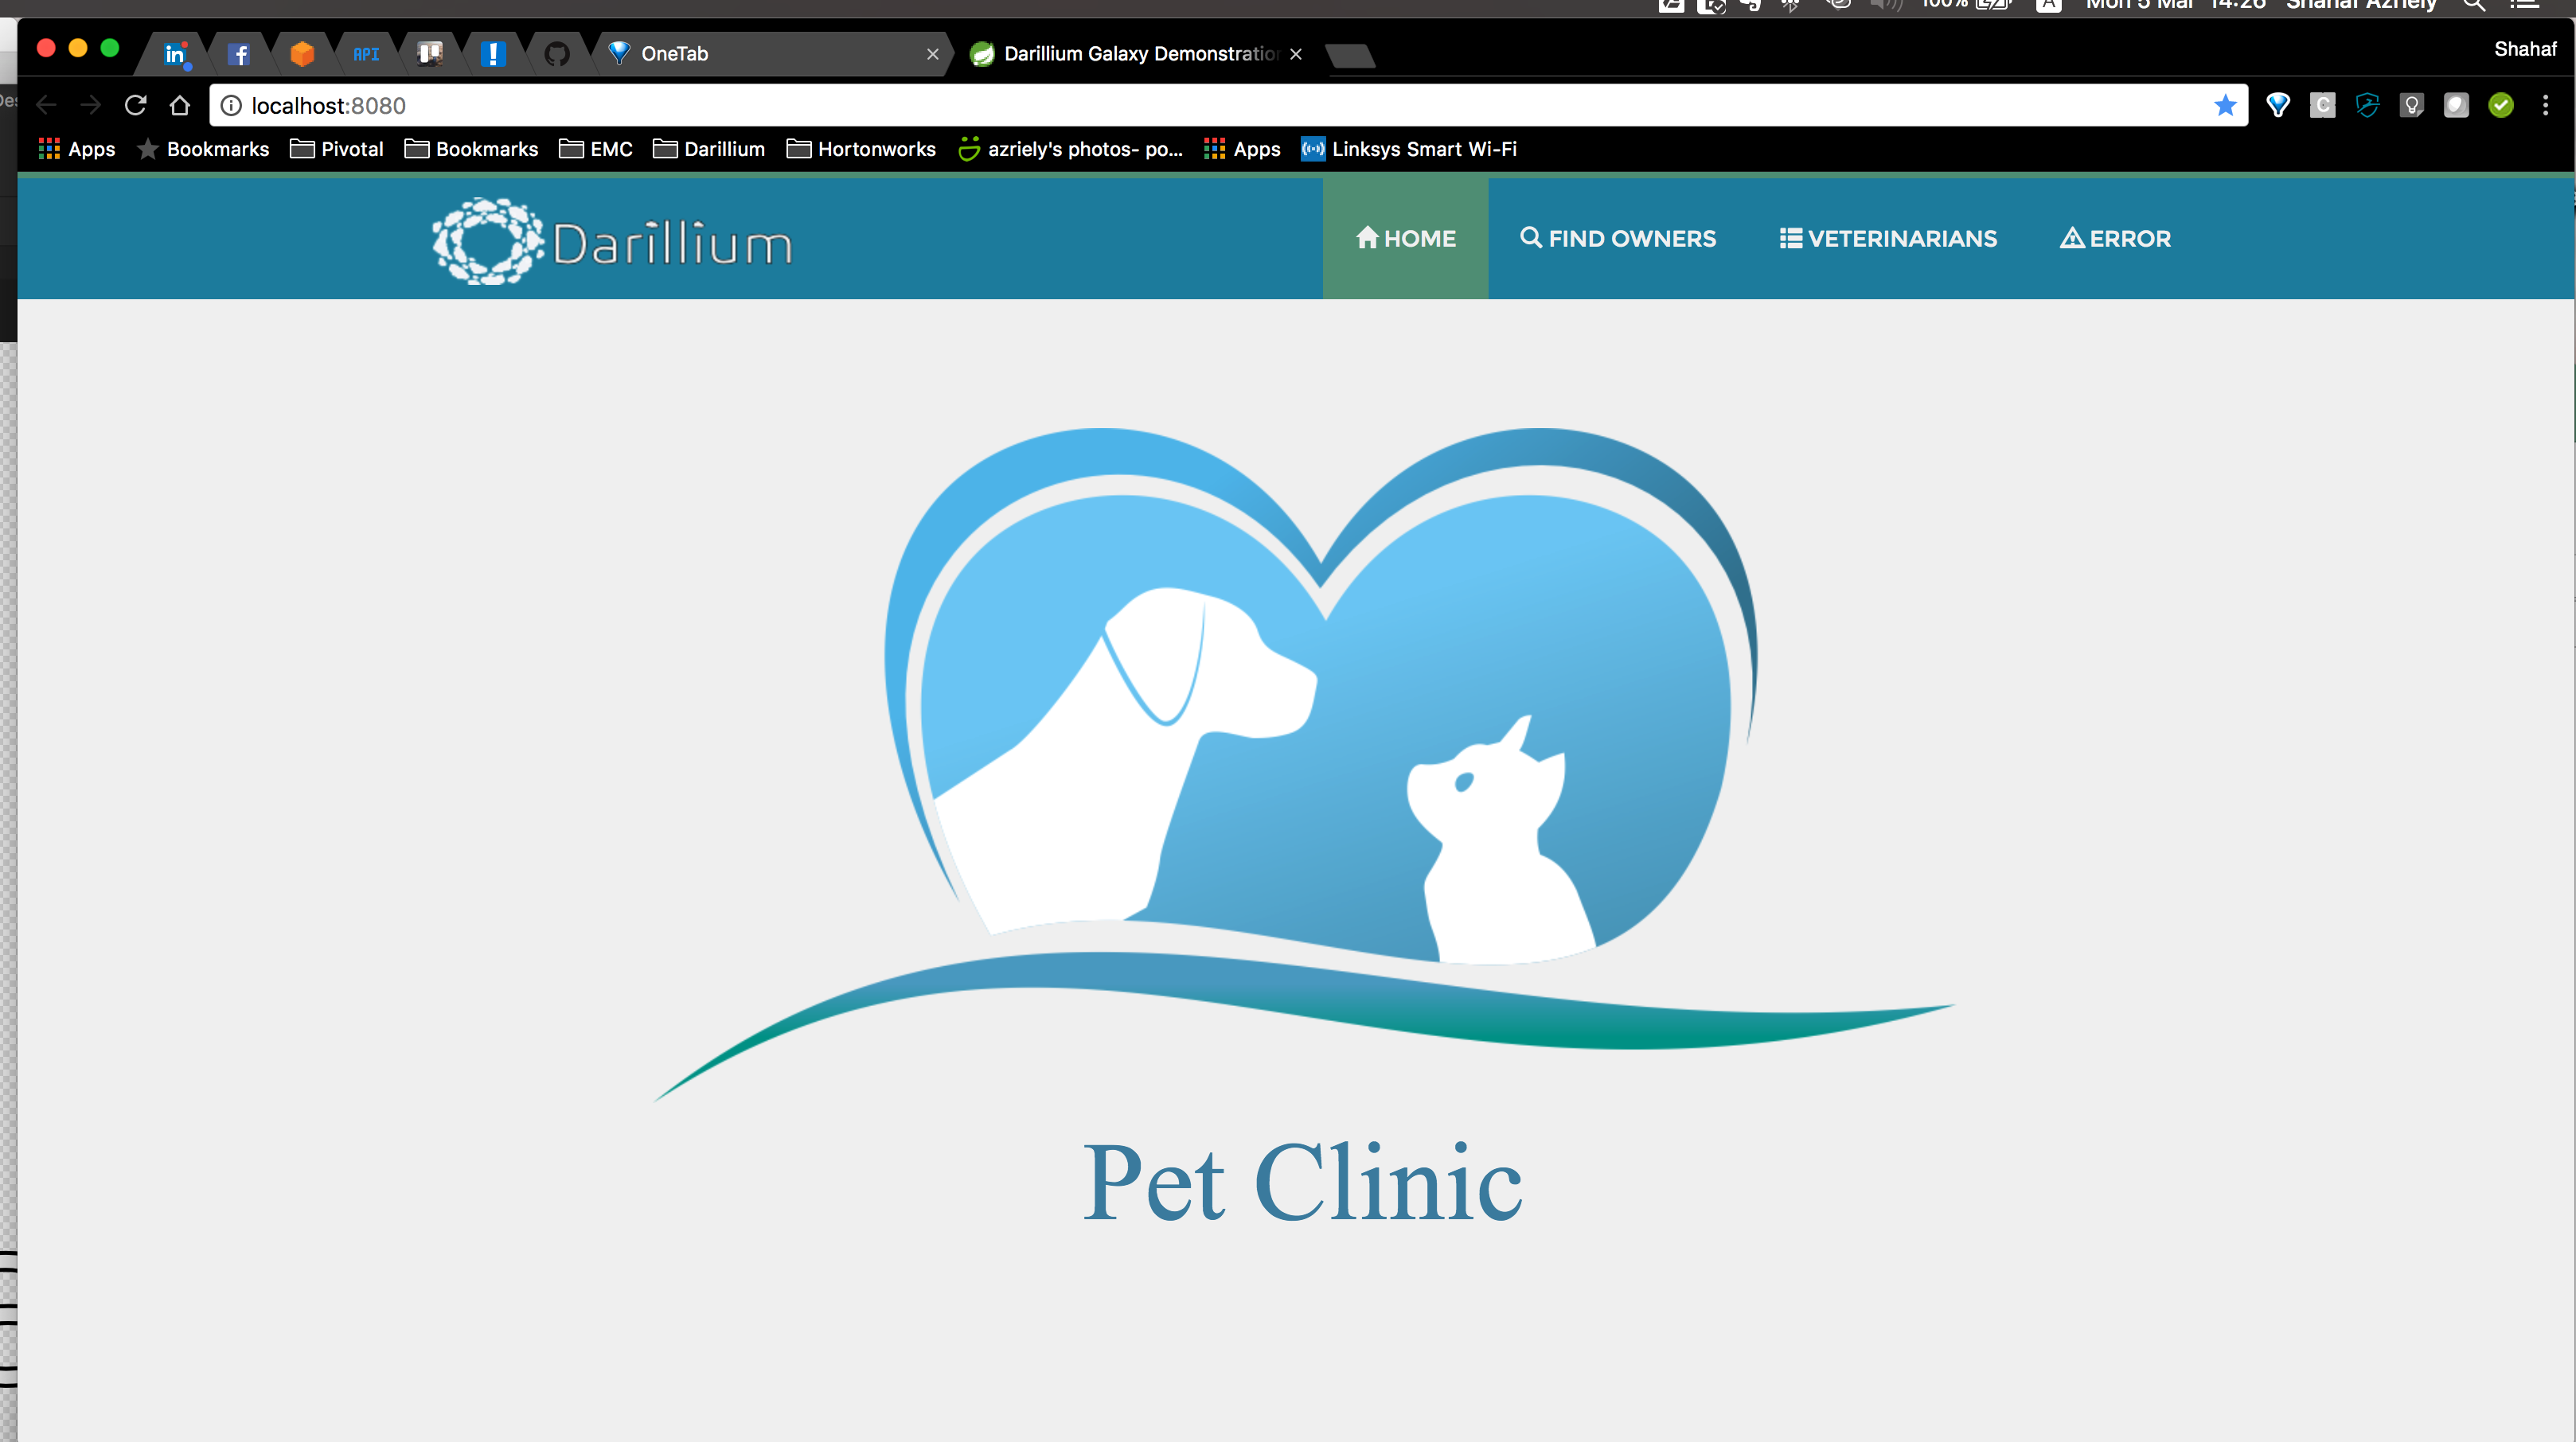 100% A Mon 5 Mar 14:26 Shahaf Azriely
in f API ! OneTab Darillium Galaxy Demonstration Shahaf
localhost:8080 C
Apps Bookmarks Pivotal Bookmarks EMC Darillium Hortonworks azriely's photos- po... Apps Linksys Smart Wi-Fi
Darillium HOME FIND OWNERS VETERINARIANS ERROR
Pet Clinic